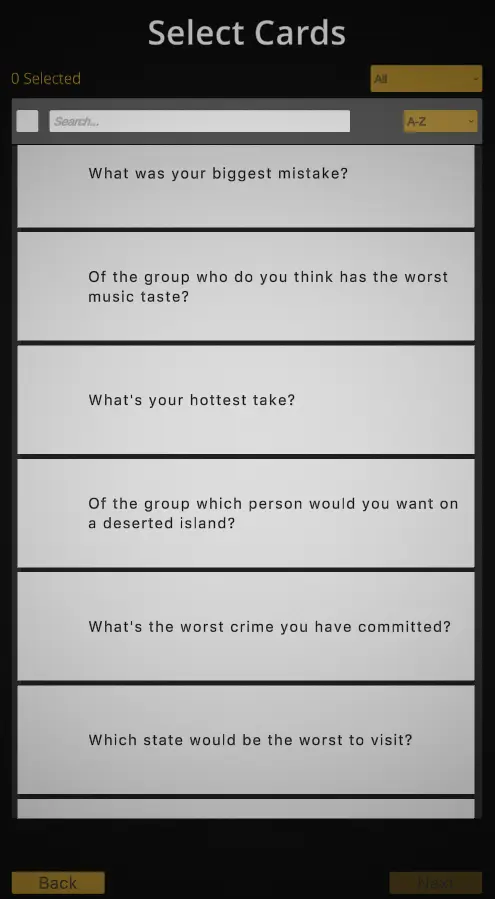 Select Cards
0 Selected
All
Search...
A-Z
What was your biggest mistake?
Of the group who do you think has the worst
music taste?
What's your hottest take?
Of the group which person would you want on
a deserted island?
What's the worst crime you have committed?
Which state would be the worst to visit?
Back
Next